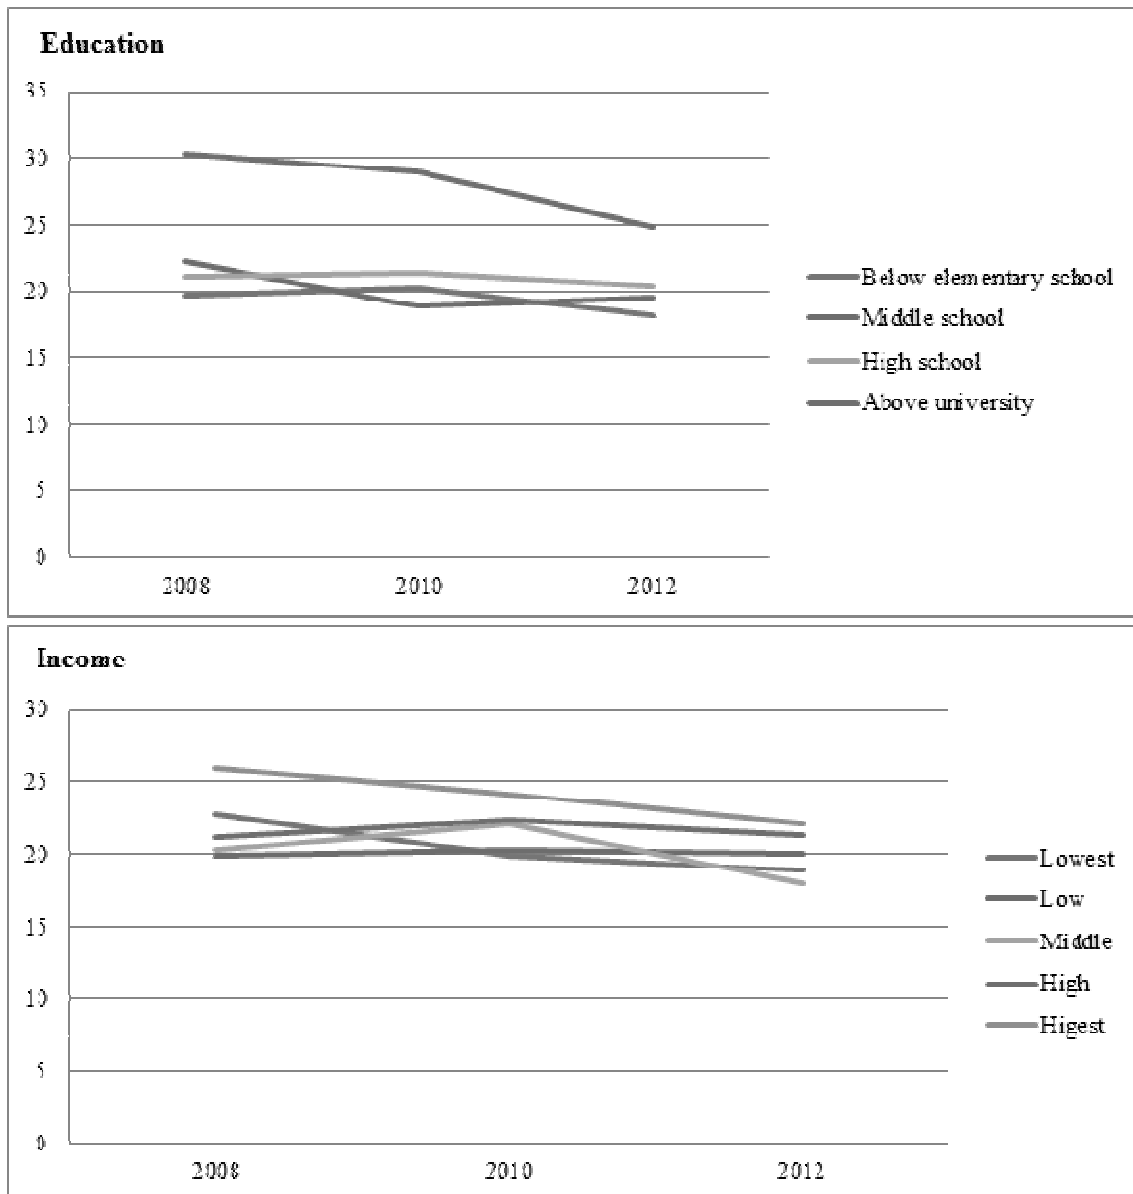 Education
35
30
25
20
15
10
5
0
2008 2010 2012
Below elementary school
Middle school
High school
Above university
Income
30
25
20
15
10
5
0
2008 2010 2012
Lowest
Low
Middle
High
Higest